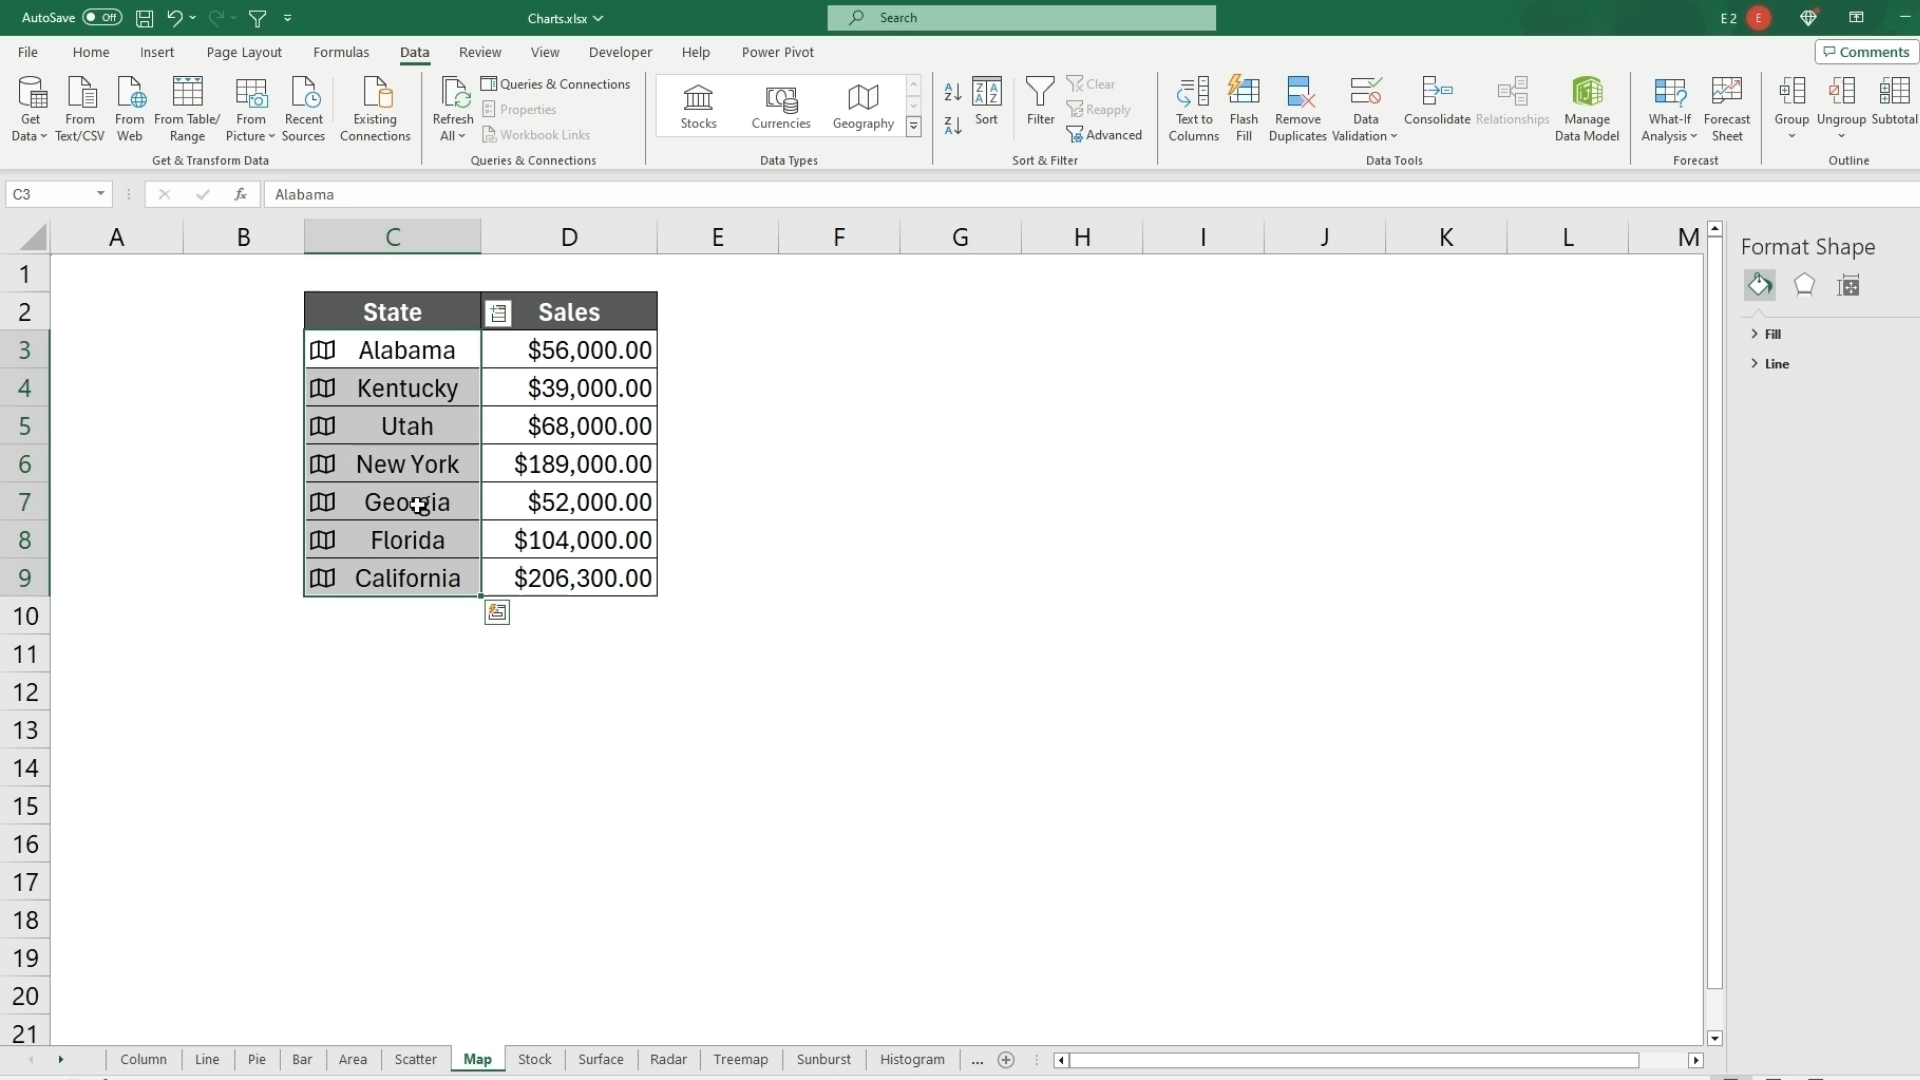 AutoSave Off Charts.xlsx Search E2 E
File Home Insert Page Layout Formulas Data Review View Developer Help Power Pivot Comments
Get Data From Text/CSV From Web From Table/Range From Picture Recent Sources Existing Connections
Get & Transform Data
Refresh All Queries & Connections Properties Workbook Links
Queries & Connections
Stocks Currencies Geography
Data Types
Sort Filter Clear Reapply Advanced
Sort & Filter
Text to Columns Flash Fill Remove Duplicates Data Validation Consolidate Relationships Manage Data Model
Data Tools
What-If Analysis Forecast Sheet
Forecast
Group Ungroup Subtotal
Outline
C3 fx Alabama
A B C D E F G H I J K L M
1
2 State Sales
3 Alabama $56,000.00
4 Kentucky $39,000.00
5 Utah $68,000.00
6 New York $189,000.00
7 Georgia $52,000.00
8 Florida $104,000.00
9 California $206,300.00
10
11
12
13
14
15
16
17
18
19
20
21
Format Shape
Fill
Line
Column Line Pie Bar Area Scatter Map Stock Surface Radar Treemap Sunburst Histogram ...